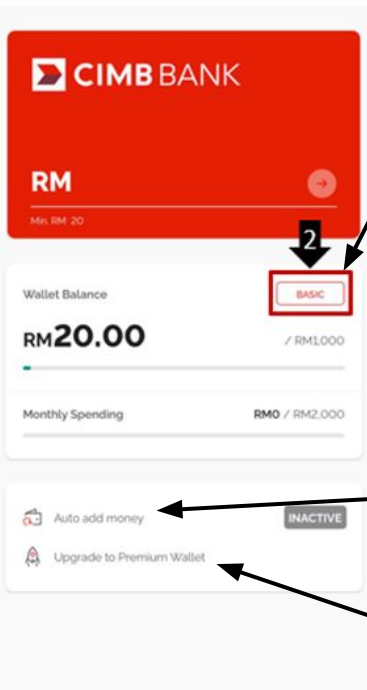 CIMB BANK
RM
Min RM 20
2
Wallet Balance
BASIC
RM20.00
/ RM1,000
Monthly Spending
RM0 / RM2,000
Auto add money
INACTIVE
Upgrade to Premium Wallet